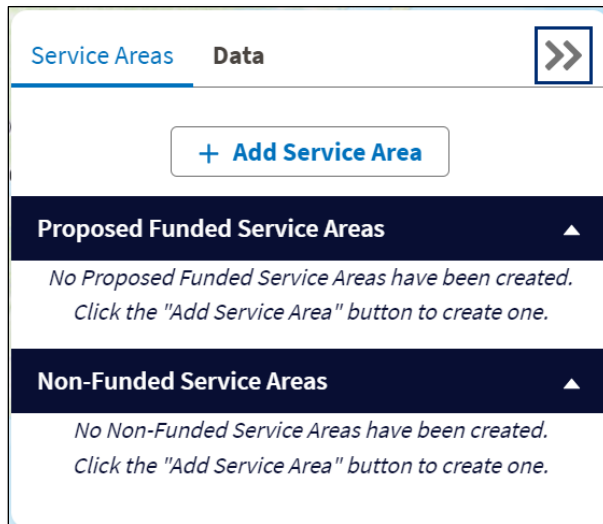 Service Areas Data
+ Add Service Area
Proposed Funded Service Areas
No Proposed Funded Service Areas have been created.
Click the "Add Service Area" button to create one.
Non-Funded Service Areas
No Non-Funded Service Areas have been created.
Click the "Add Service Area" button to create one.